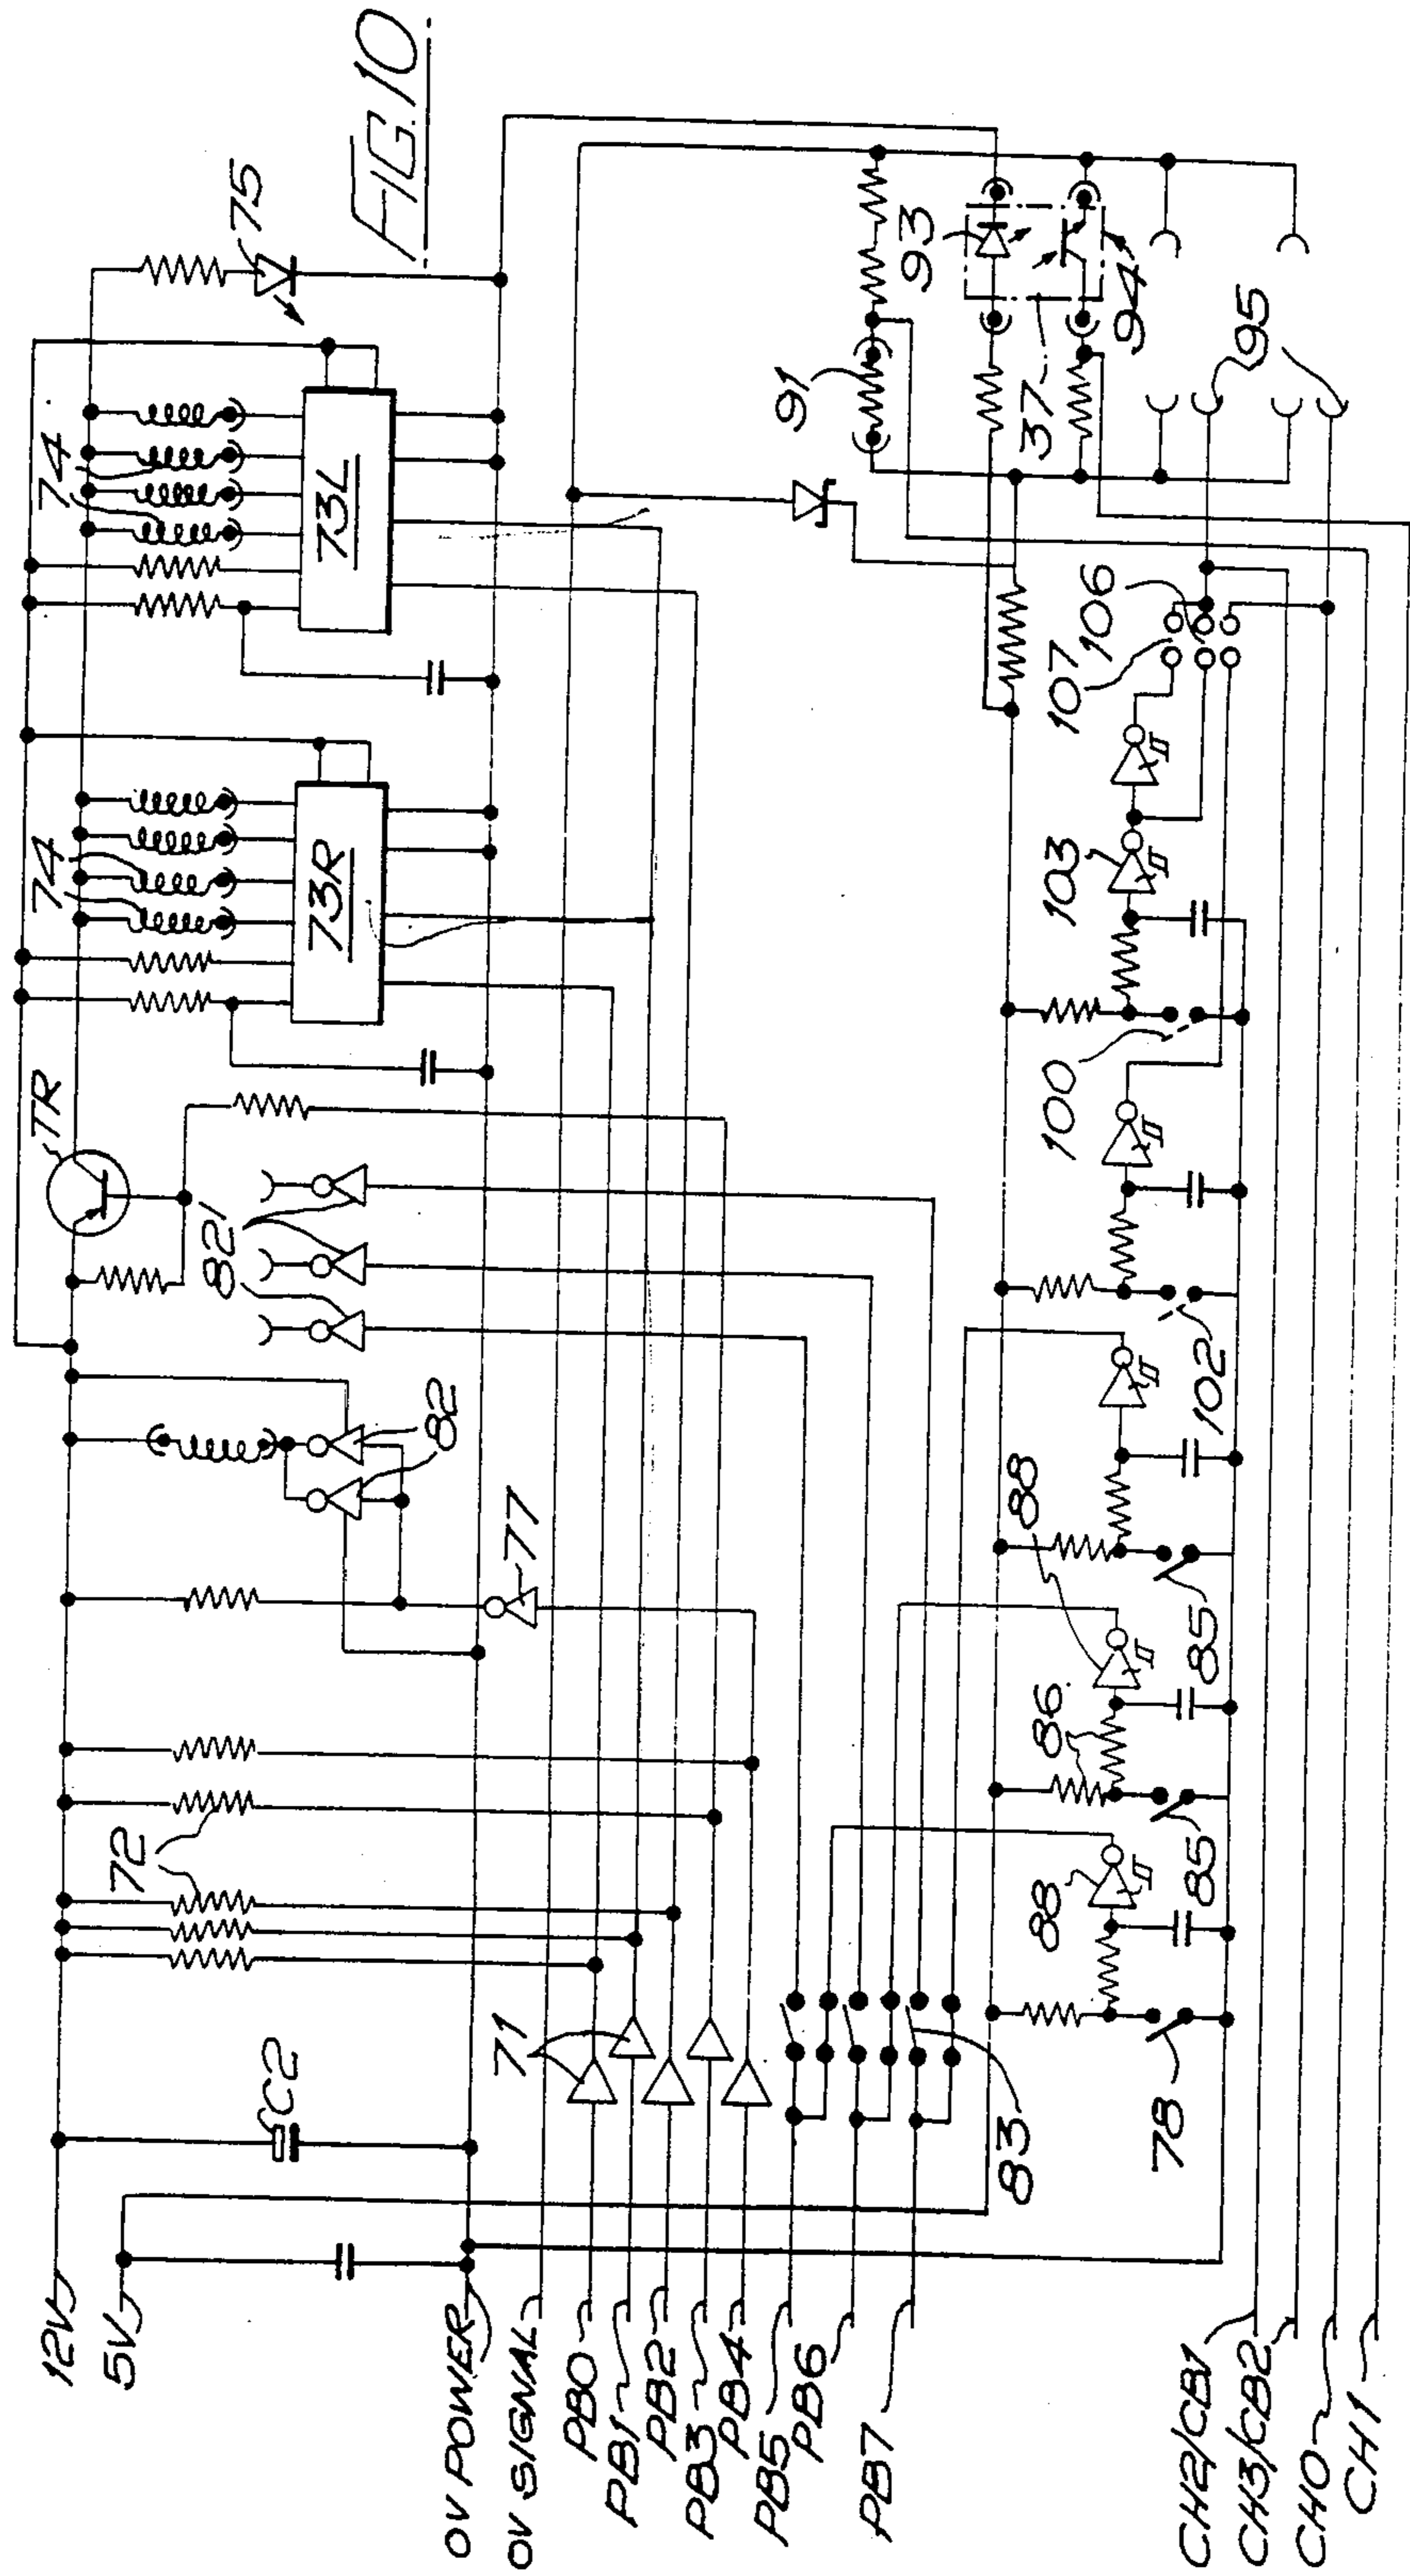 FIG. 10
12V
5V
0V POWER
0V SIGNAL
PB0
PB1
PB2
PB3
PB4
PB5
PB6
PB7
CH2/CB1
CH3/CB2
CH0
CH1
C2
72
71
83
78
88
85
86
85
88
85
102
77
82
82
TR
74
73R
74
73L
75
100
103
107
106
91
93
37
94
95